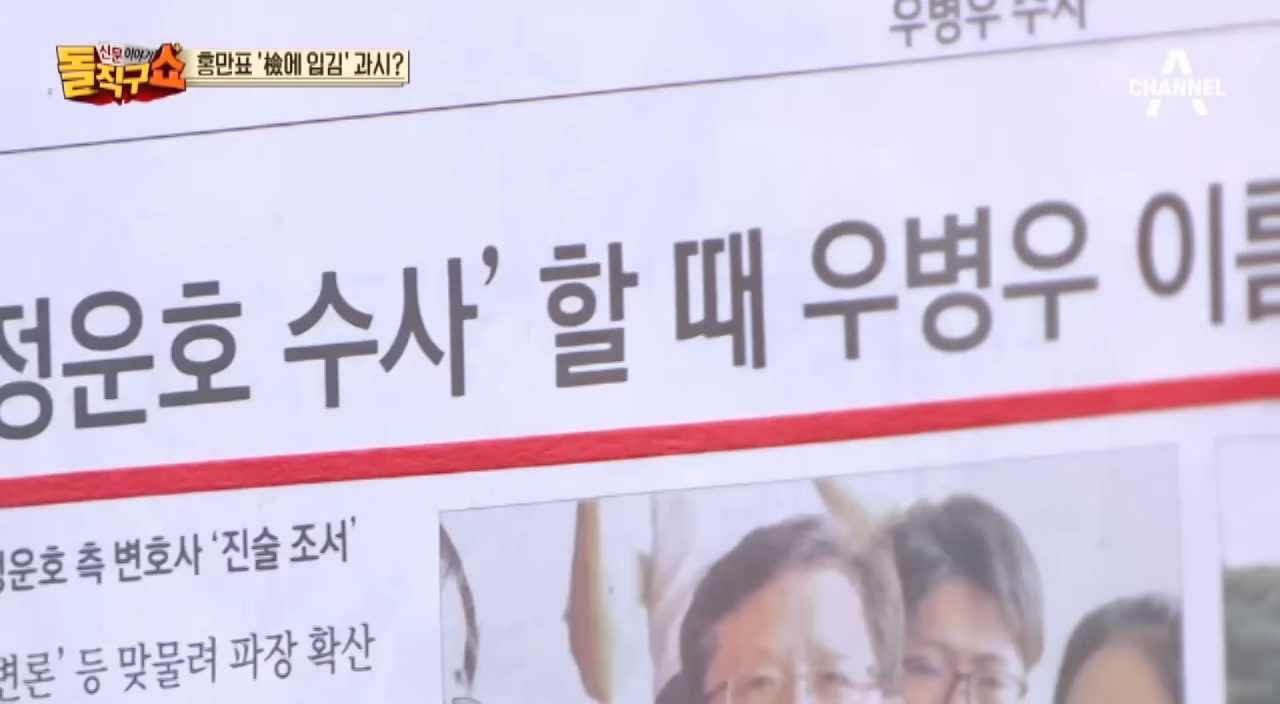 신문이야기
돌직구쇼
홍만표 '檢에 입김' 과시?
CHANNEL A
우병우 수사
정운호 수사’ 할 때 우병우 이름
정운호 측 변호사 ‘진술 조서’
변론’ 등 맞물려 파장 확산